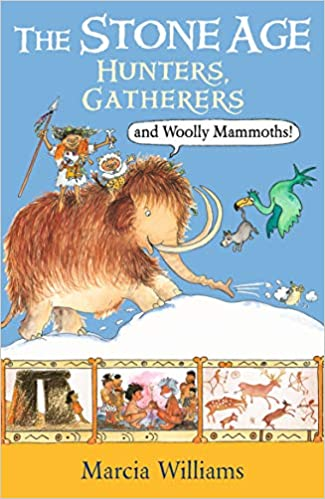 THE STONE AGE
HUNTERS,
GATHERERS
and Woolly Mammoths!
Marcia Williams